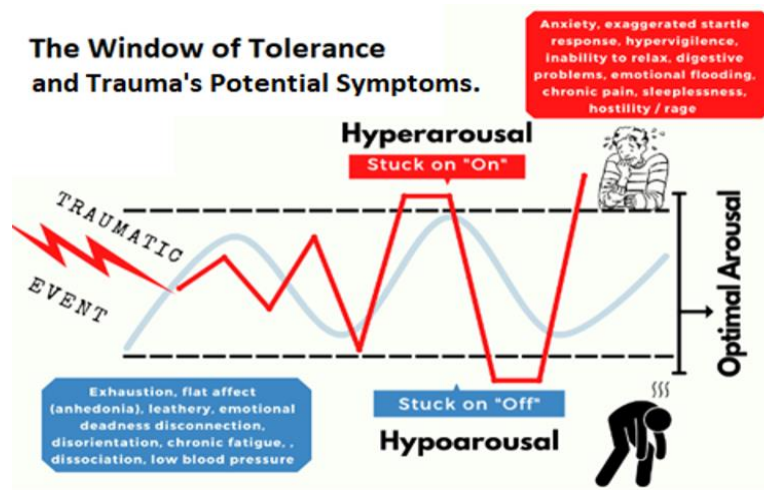 The Window of Tolerance
and Trauma's Potential Symptoms.
Anxiety, exaggerated startle
response, hypervigilence,
inability to relax, digestive
problems, emotional flooding,
chronic pain, sleeplessness,
hostility / rage
Hyperarousal
Stuck on "On"
TRAUMATIC
EVENT
Optimal Arousal
Exhaustion, flat affect
(anhedonia), leathery, emotional
deadness disconnection,
disorientation, chronic fatigue, ,
dissociation, low blood pressure
Stuck on "Off"
Hypoarousal